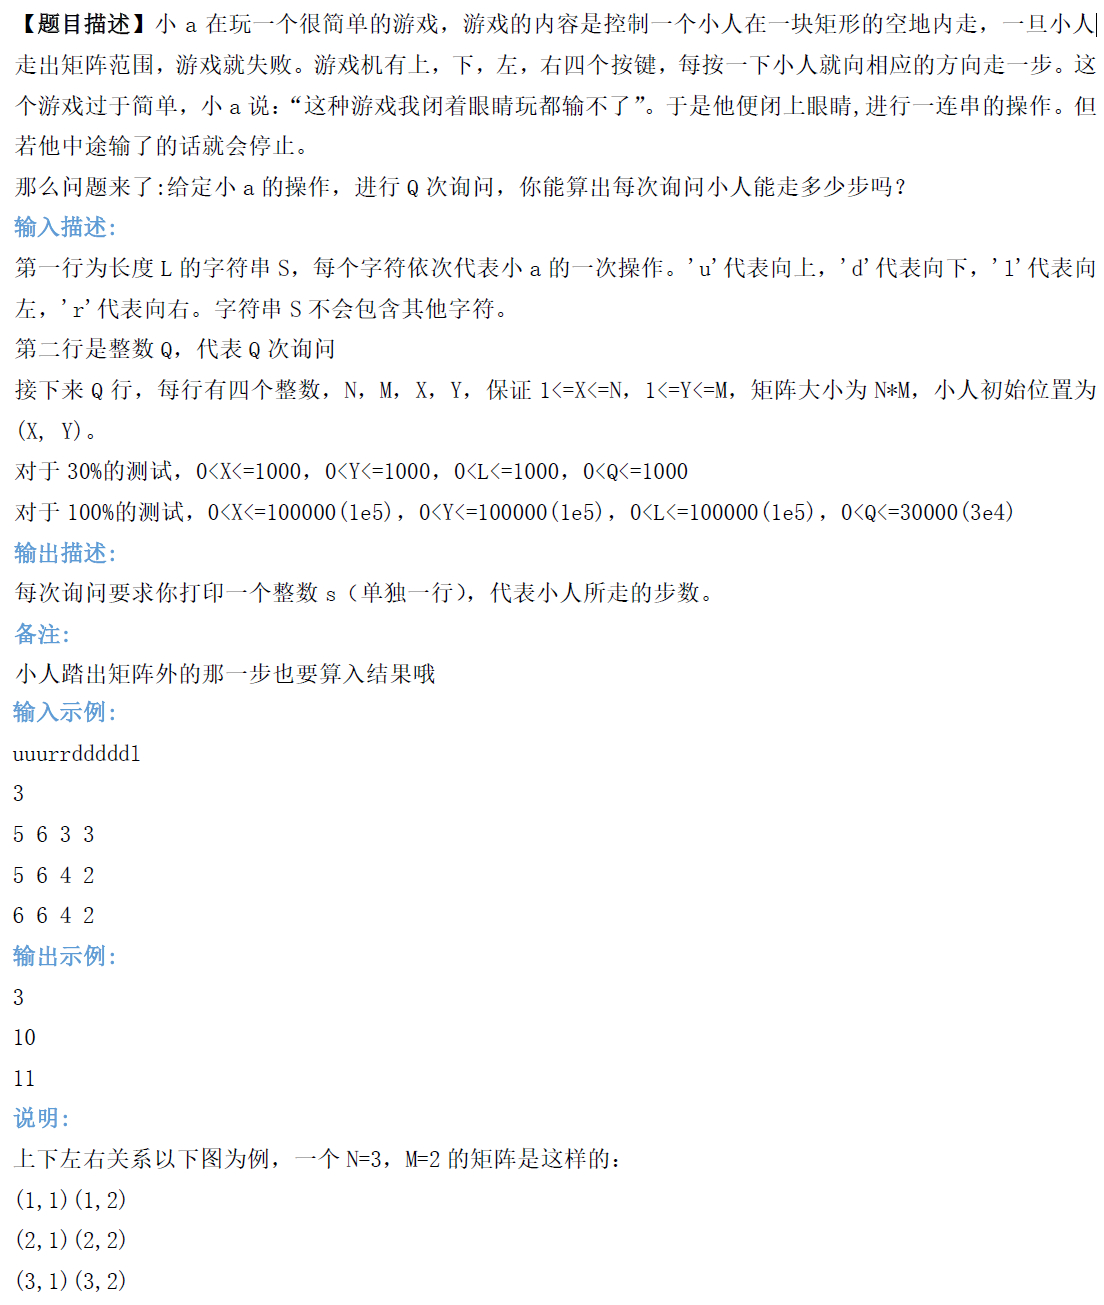 【题目描述】小 a 在玩一个很简单的游戏，游戏的内容是控制一个小人在一块矩形的空地内走，一旦小人
走出矩阵范围，游戏就失败。游戏机有上，下，左，右四个按键，每按一下小人就向相应的方向走一步。这
个游戏过于简单，小 a 说：“这种游戏我闭着眼睛玩都输不了”。于是他便闭上眼睛,进行一连串的操作。但
若他中途输了的话就会停止。
那么问题来了:给定小 a 的操作，进行 Q 次询问，你能算出每次询问小人能走多少步吗？
输入描述:
第一行为长度 L 的字符串 S，每个字符依次代表小 a 的一次操作。'u'代表向上，'d'代表向下，'l'代表向
左，'r'代表向右。字符串 S 不会包含其他字符。
第二行是整数 Q，代表 Q 次询问
接下来 Q 行，每行有四个整数，N，M，X，Y，保证 1<=X<=N，1<=Y<=M，矩阵大小为 N*M，小人初始位置为
(X, Y)。
对于 30%的测试，0<X<=1000，0<Y<=1000，0<L<=1000，0<Q<=1000
对于 100%的测试，0<X<=100000(1e5)，0<Y<=100000(1e5)，0<L<=100000(1e5)，0<Q<=30000(3e4)
输出描述:
每次询问要求你打印一个整数 s（单独一行），代表小人所走的步数。
备注:
小人踏出矩阵外的那一步也要算入结果哦
输入示例:
uuurrdddddl
3
5 6 3 3
5 6 4 2
6 6 4 2
输出示例:
3
10
11
说明:
上下左右关系以下图为例，一个 N=3，M=2 的矩阵是这样的：
(1,1)(1,2)
(2,1)(2,2)
(3,1)(3,2)